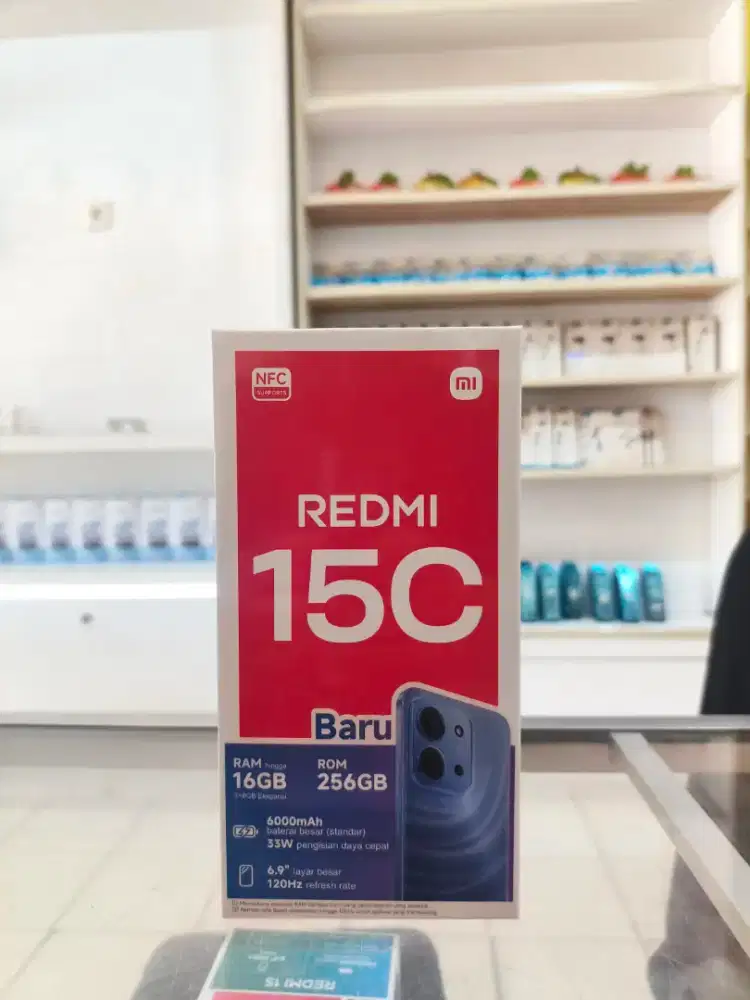 NFC
SUPPORTS
mi
REDMI
15C
Baru
RAM hingga
16GB
ROM
256GB
6000mAh
baterai besar (standar)
33W pengisian daya cepat
6.9" layar besar
120Hz refresh rate
REDMI 15